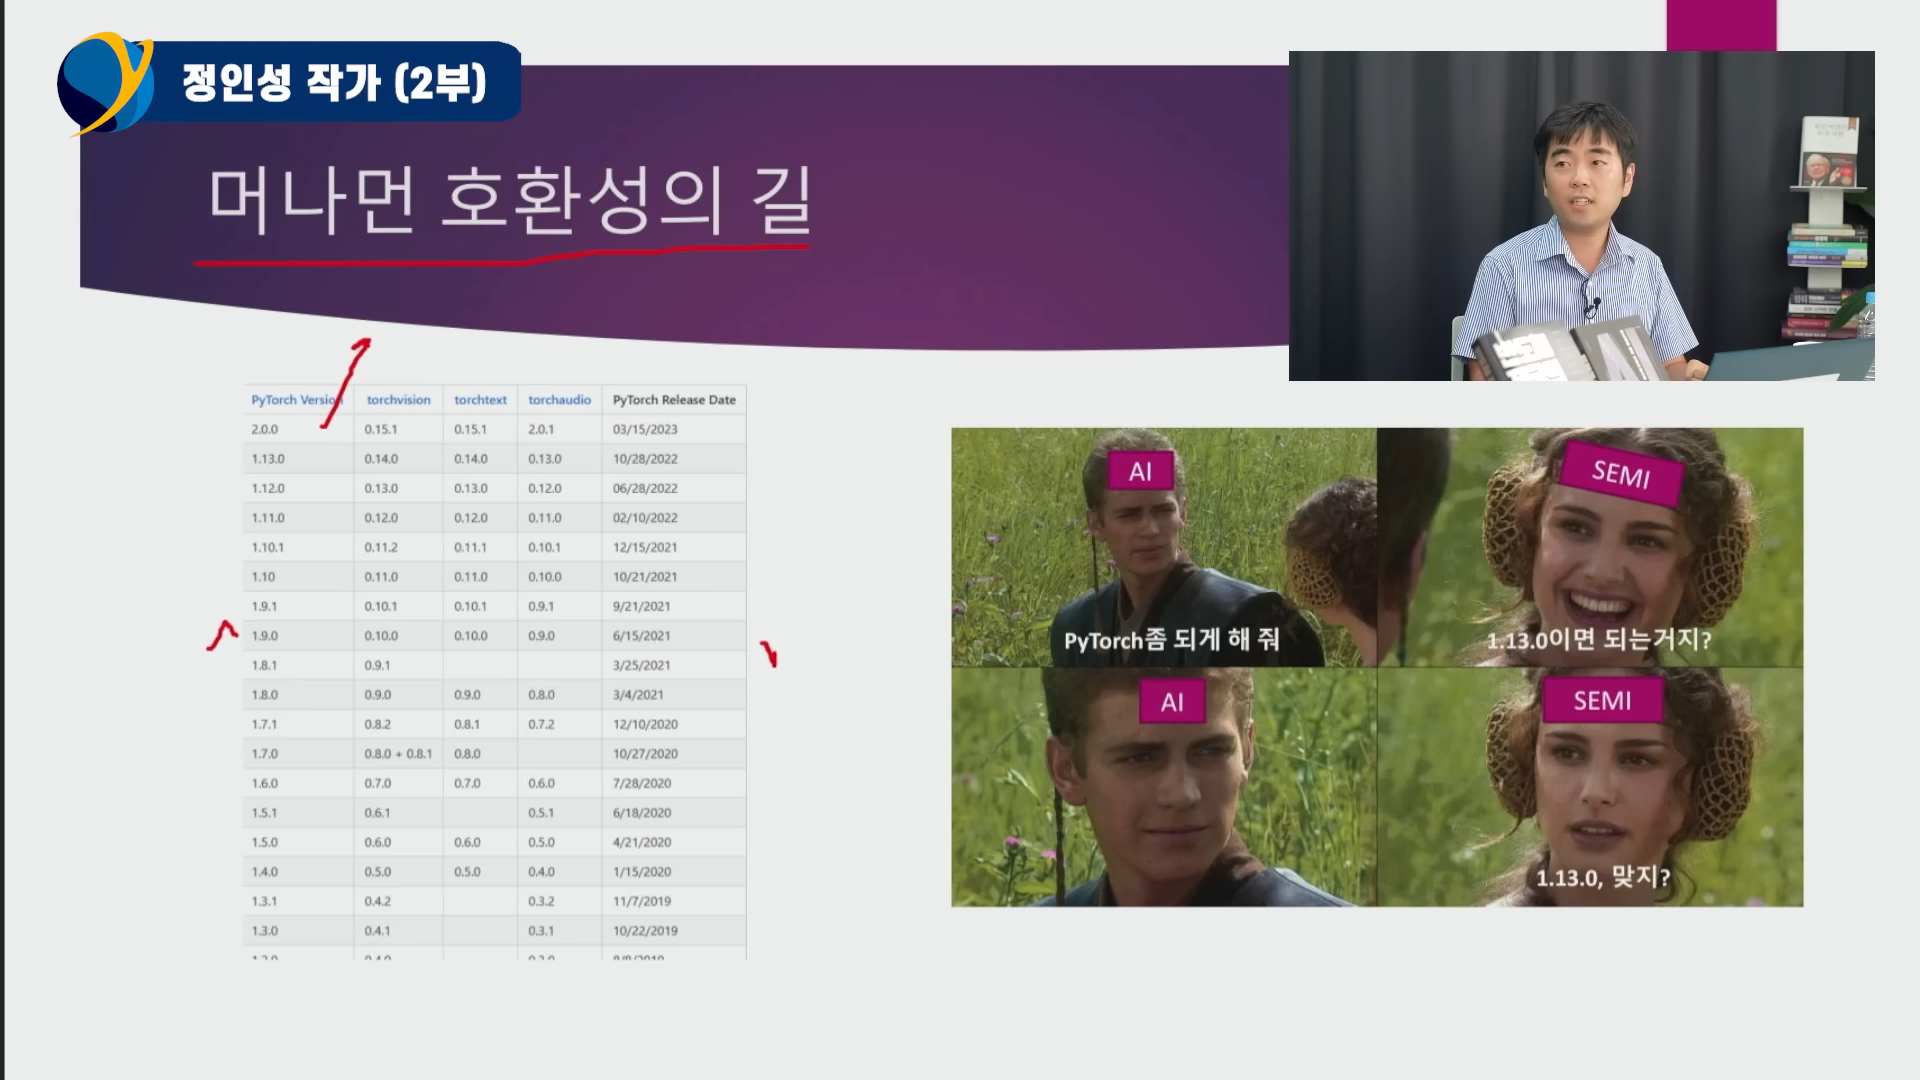 정인성 작가 (2부)
머나먼 호환성의 길
PyTorch Version torchvision torchtext torchaudio PyTorch Release Date
2.0.0 0.15.1 0.15.1 2.0.1 03/15/2023
1.13.0 0.14.0 0.14.0 0.13.0 10/28/2022
1.12.0 0.13.0 0.13.0 0.12.0 06/28/2022
1.11.0 0.12.0 0.12.0 0.11.0 02/10/2022
1.10.1 0.11.2 0.11.1 0.10.1 12/15/2021
1.10 0.11.0 0.11.0 0.10.0 10/21/2021
1.9.1 0.10.1 0.10.1 0.9.1 9/21/2021
1.9.0 0.10.0 0.10.0 0.9.0 6/15/2021
1.8.1 0.9.1 3/25/2021
1.8.0 0.9.0 0.9.0 0.8.0 3/4/2021
1.7.1 0.8.2 0.8.1 0.7.2 12/10/2020
1.7.0 0.8.0 + 0.8.1 0.8.0 10/27/2020
1.6.0 0.7.0 0.7.0 0.6.0 7/28/2020
1.5.1 0.6.1 0.5.1 6/18/2020
1.5.0 0.6.0 0.6.0 0.5.0 4/21/2020
1.4.0 0.5.0 0.5.0 0.4.0 1/15/2020
1.3.1 0.4.2 0.3.2 11/7/2019
1.3.0 0.4.1 0.3.1 10/22/2019
AI
PyTorch좀 되게 해 줘
SEMI
1.13.0이면 되는거지?
AI
SEMI
1.13.0, 맞지?